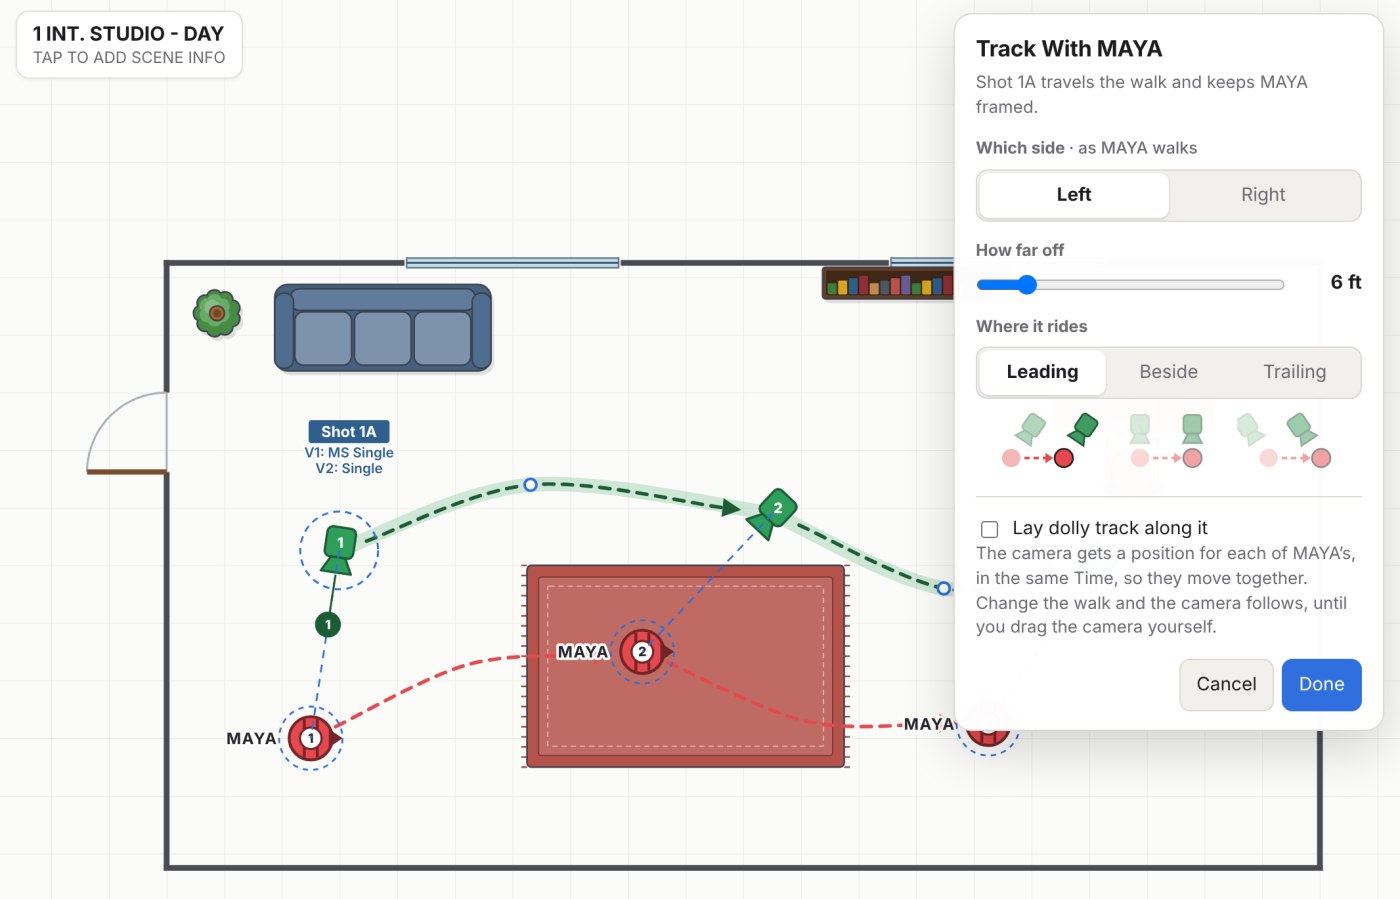 1 INT. STUDIO - DAY
TAP TO ADD SCENE INFO
Shot 1A
V1: MS Single
V2: Single
1
2
1
MAYA
2
MAYA
1
MAYA
Track With MAYA
Shot 1A travels the walk and keeps MAYA
framed.
Which side · as MAYA walks
Left Right
How far off
6 ft
Where it rides
Leading Beside Trailing
Lay dolly track along it
The camera gets a position for each of MAYA’s,
in the same Time, so they move together.
Change the walk and the camera follows, until
you drag the camera yourself.
Cancel Done